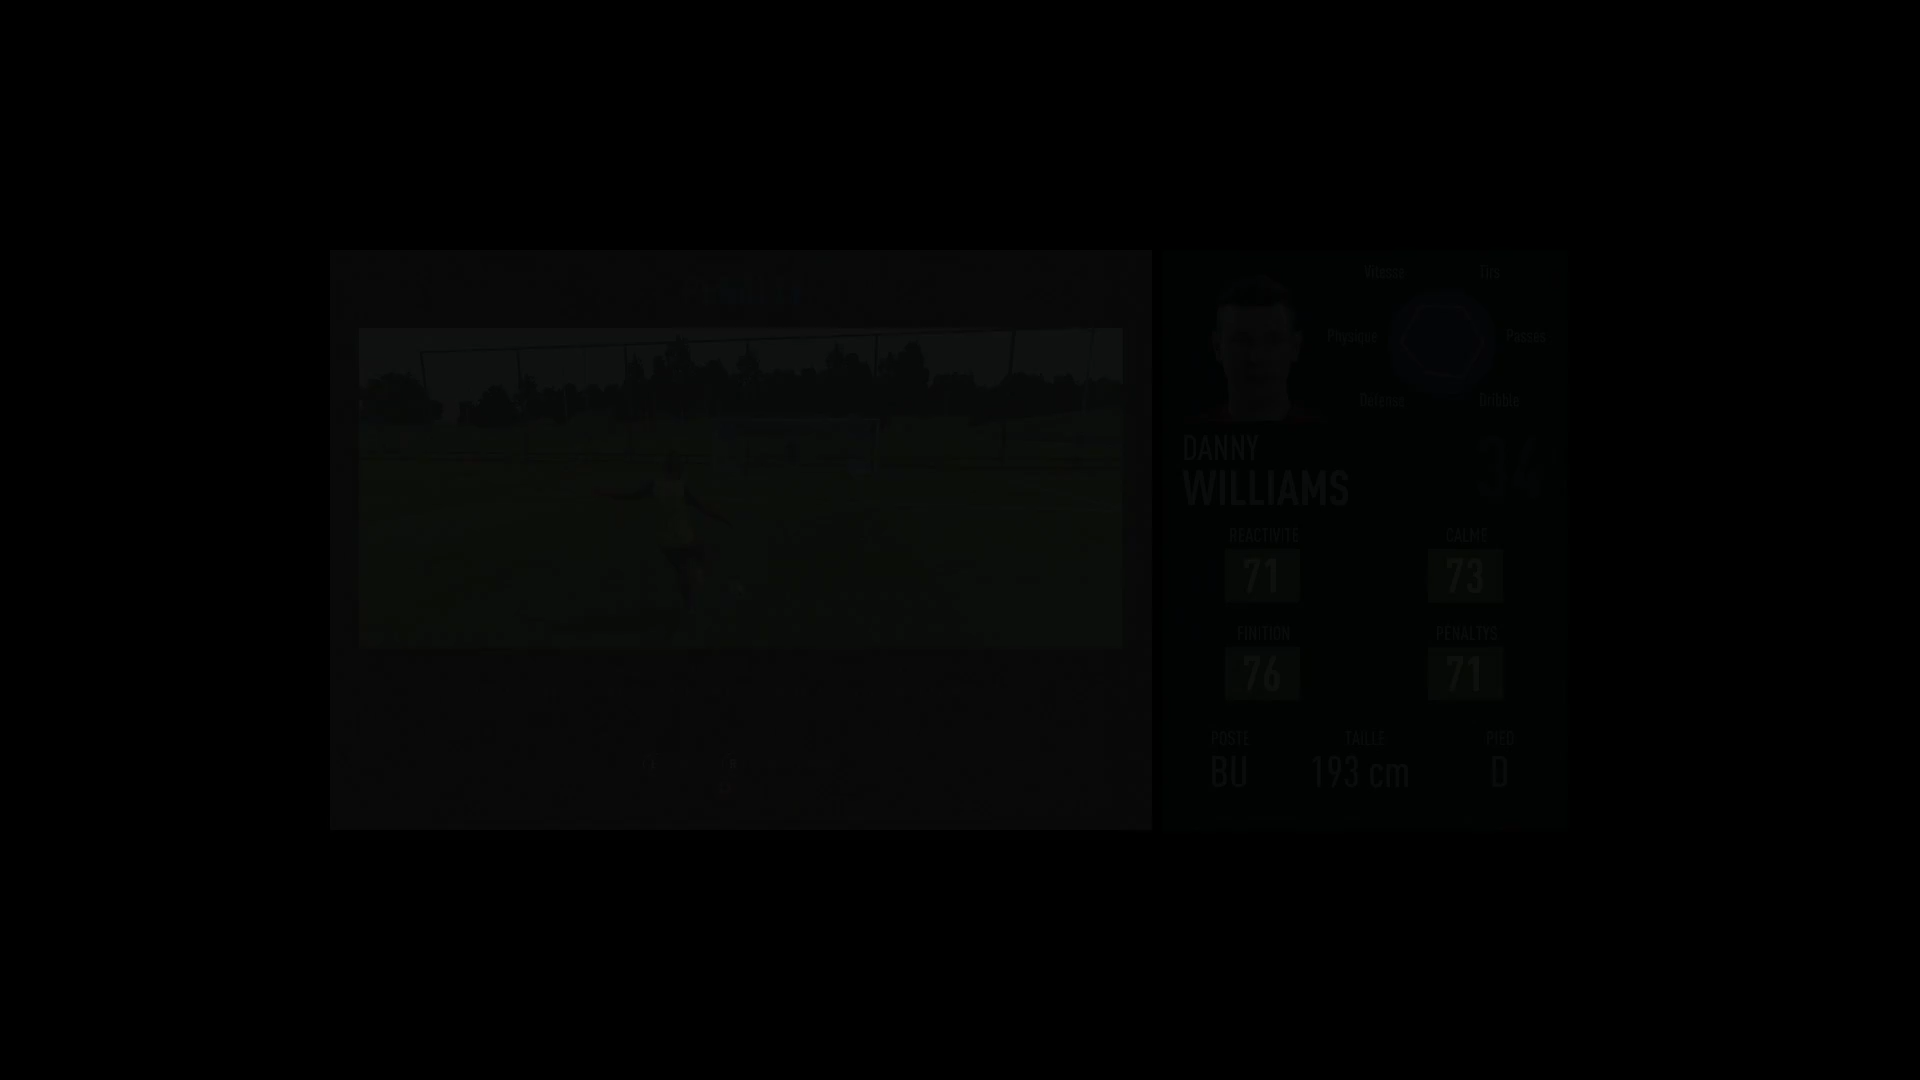 Vitesse
Tirs
Physique
Passes
Défense
Dribble
DANNY
WILLIAMS
RÉACTIVITÉ
CALME
71
73
FINITION
PENALTYS
76
71
POSTE
TAILLE
PIED
BU
193 cm
D